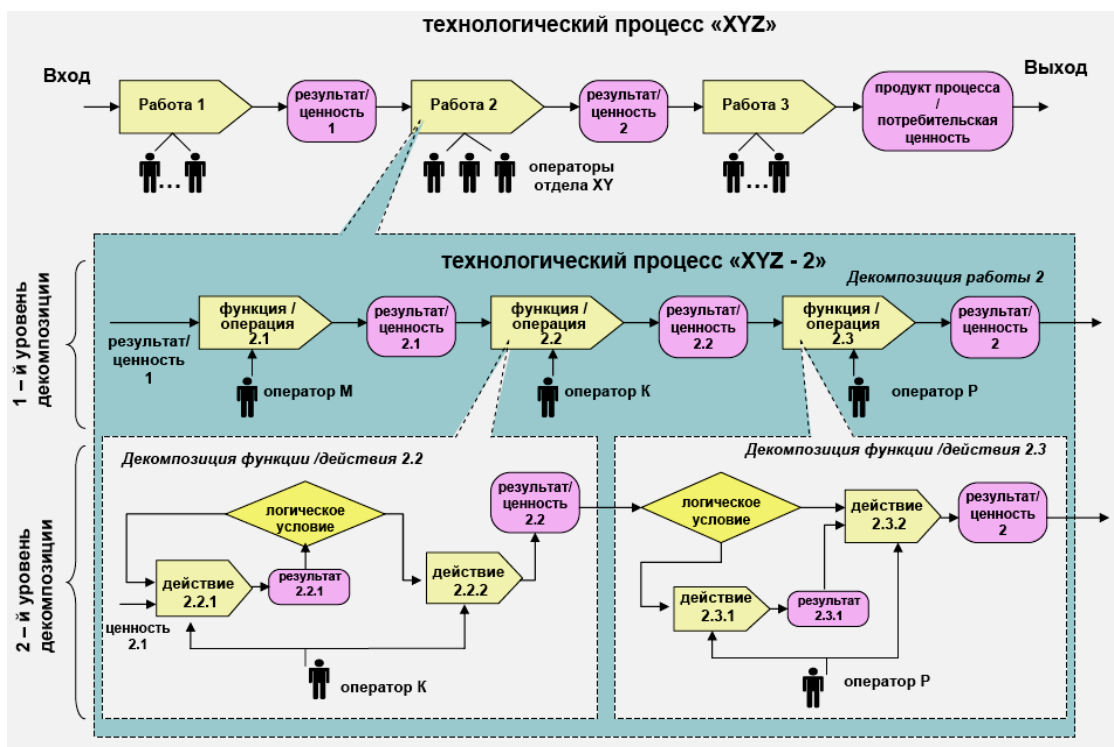 технологический процесс «XYZ»
Вход
Выход
Работа 1
результат/
ценность
1
Работа 2
результат/
ценность
2
Работа 3
продукт процесса
/
потребительская
ценность
...
операторы
отдела XY
...
технологический процесс «XYZ - 2»
Декомпозиция работы 2
1 – й уровень
декомпозиции
результат/
ценность
1
функция /
операция
2.1
результат/
ценность
2.1
функция /
операция
2.2
результат/
ценность
2.2
функция /
операция
2.3
результат/
ценность
2
оператор М
оператор К
оператор Р
2 – й уровень
декомпозиции
Декомпозиция функции /действия 2.2
логическое
условие
результат/
ценность
2.2
действие
2.2.1
результат
2.2.1
действие
2.2.2
ценность
2.1
оператор К
Декомпозиция функции /действия 2.3
логическое
условие
действие
2.3.2
результат/
ценность
2
действие
2.3.1
результат
2.3.1
оператор Р